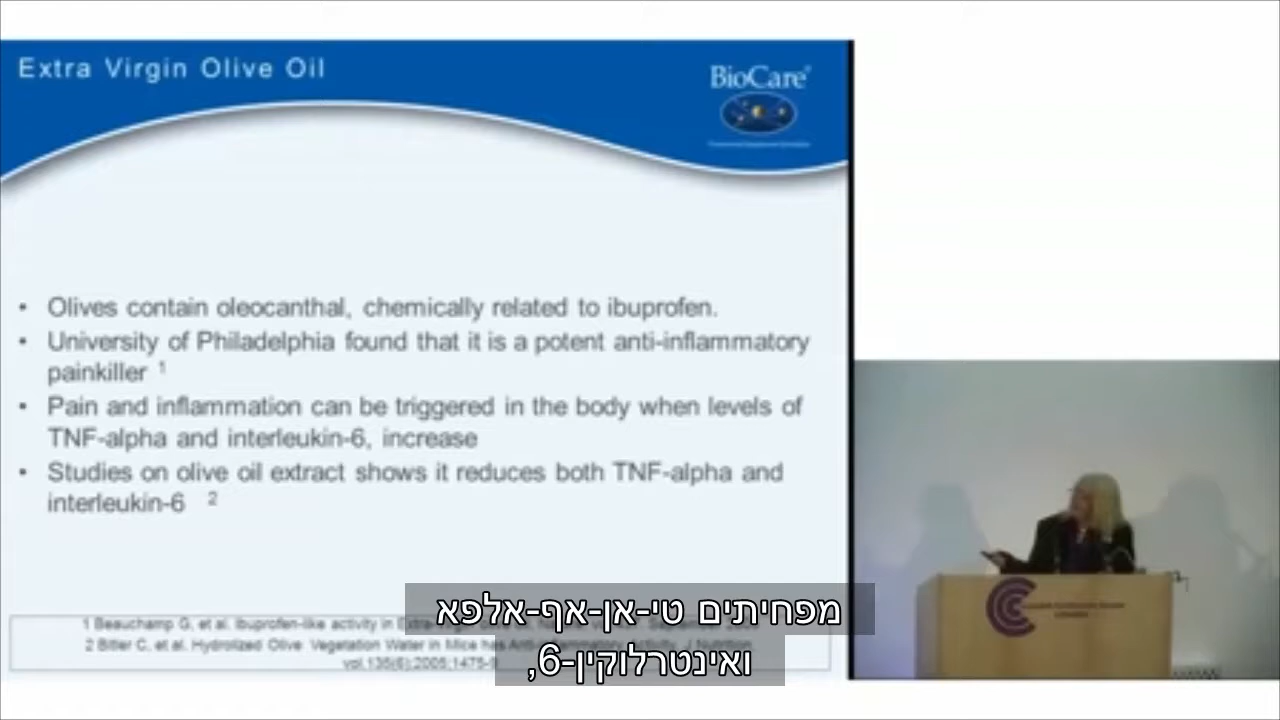 Extra Virgin Olive Oil
BioCare®
• Olives contain oleocanthal, chemically related to ibuprofen.
• University of Philadelphia found that it is a potent anti-inflammatory
painkiller 1
• Pain and inflammation can be triggered in the body when levels of
TNF-alpha and interleukin-6, increase
• Studies on olive oil extract shows it reduces both TNF-alpha and
interleukin-6 2
1 Beauchamp G, et al. Ibuprofen-like activity in
2 Bitler C, et al. Hydrolized Olive Vegetation Water in Mice has
vol.135(6);2005:1475-9
מפחיתים טי-אן-אף-אלפא
ואינטרלוקין-6,